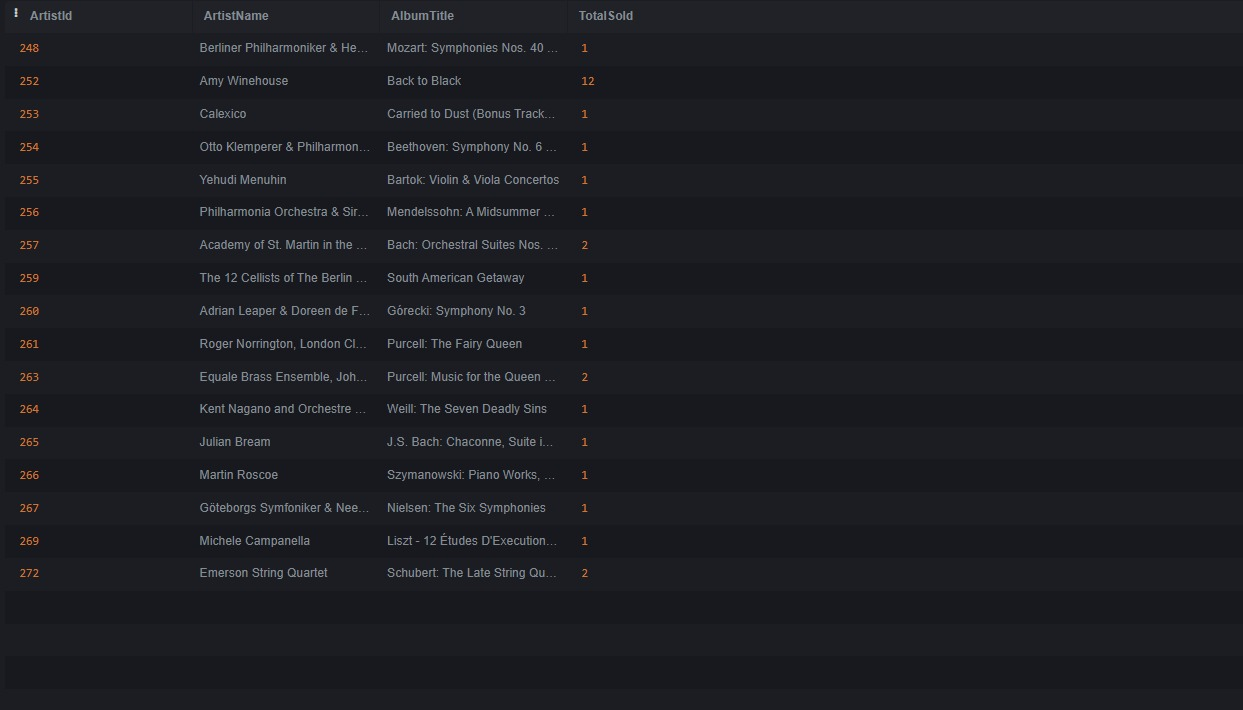 ArtistId ArtistName AlbumTitle TotalSold
248 Berliner Philharmoniker & He... Mozart: Symphonies Nos. 40 ... 1
252 Amy Winehouse Back to Black 12
253 Calexico Carried to Dust (Bonus Track... 1
254 Otto Klemperer & Philharmon... Beethoven: Symphony No. 6 ... 1
255 Yehudi Menuhin Bartok: Violin & Viola Concertos 1
256 Philharmonia Orchestra & Sir... Mendelssohn: A Midsummer ... 1
257 Academy of St. Martin in the ... Bach: Orchestral Suites Nos. ... 2
259 The 12 Cellists of The Berlin ... South American Getaway 1
260 Adrian Leaper & Doreen de F... Górecki: Symphony No. 3 1
261 Roger Norrington, London Cl... Purcell: The Fairy Queen 1
263 Equale Brass Ensemble, Joh... Purcell: Music for the Queen ... 2
264 Kent Nagano and Orchestre ... Weill: The Seven Deadly Sins 1
265 Julian Bream J.S. Bach: Chaconne, Suite i... 1
266 Martin Roscoe Szymanowski: Piano Works, ... 1
267 Göteborgs Symfoniker & Nee... Nielsen: The Six Symphonies 1
269 Michele Campanella Liszt - 12 Études D'Execution... 1
272 Emerson String Quartet Schubert: The Late String Qu... 2